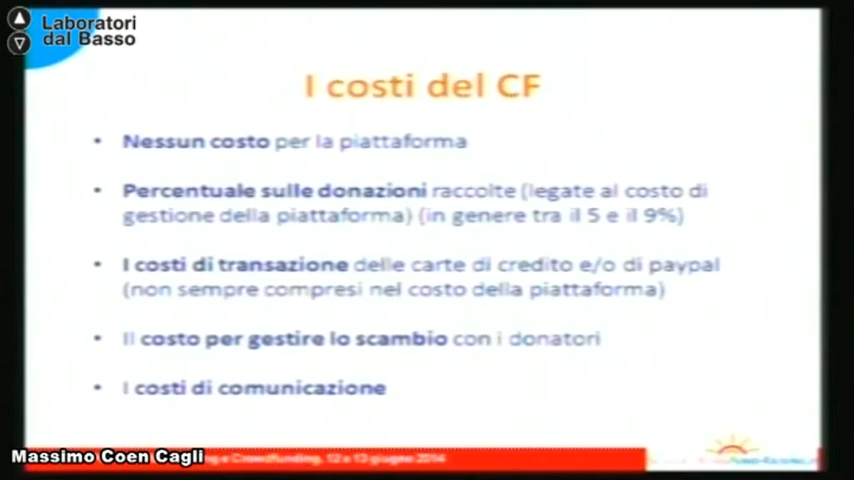 Laboratori
dal Basso
I costi del CF
• Nessun costo per la piattaforma
• Percentuale sulle donazioni raccolte (legate al costo di
gestione della piattaforma) (in genere tra il 5 e il 9%)
• I costi di transazione delle carte di credito e/o di paypal
(non sempre compresi nel costo della piattaforma)
• Il costo per gestire lo scambio con i donatori
• I costi di comunicazione
Massimo Coen Cagli
e Crowdfunding, 12 e 13 giugno 2014